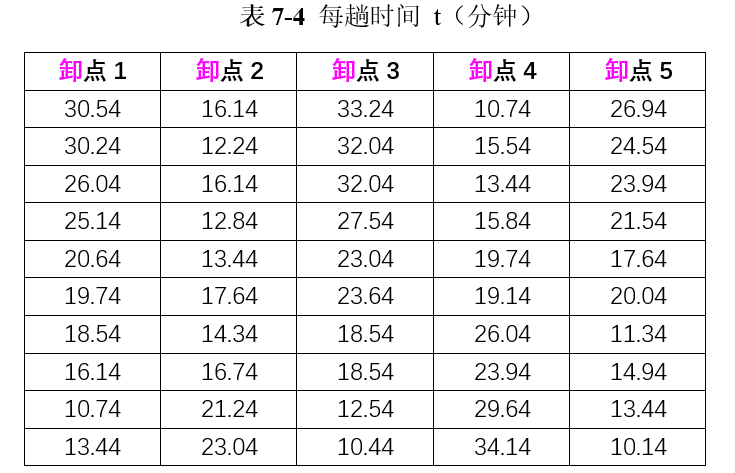 表 7-4 每趟时间 t（分钟）
卸点 1 卸点 2 卸点 3 卸点 4 卸点 5
30.54 16.14 33.24 10.74 26.94
30.24 12.24 32.04 15.54 24.54
26.04 16.14 32.04 13.44 23.94
25.14 12.84 27.54 15.84 21.54
20.64 13.44 23.04 19.74 17.64
19.74 17.64 23.64 19.14 20.04
18.54 14.34 18.54 26.04 11.34
16.14 16.74 18.54 23.94 14.94
10.74 21.24 12.54 29.64 13.44
13.44 23.04 10.44 34.14 10.14